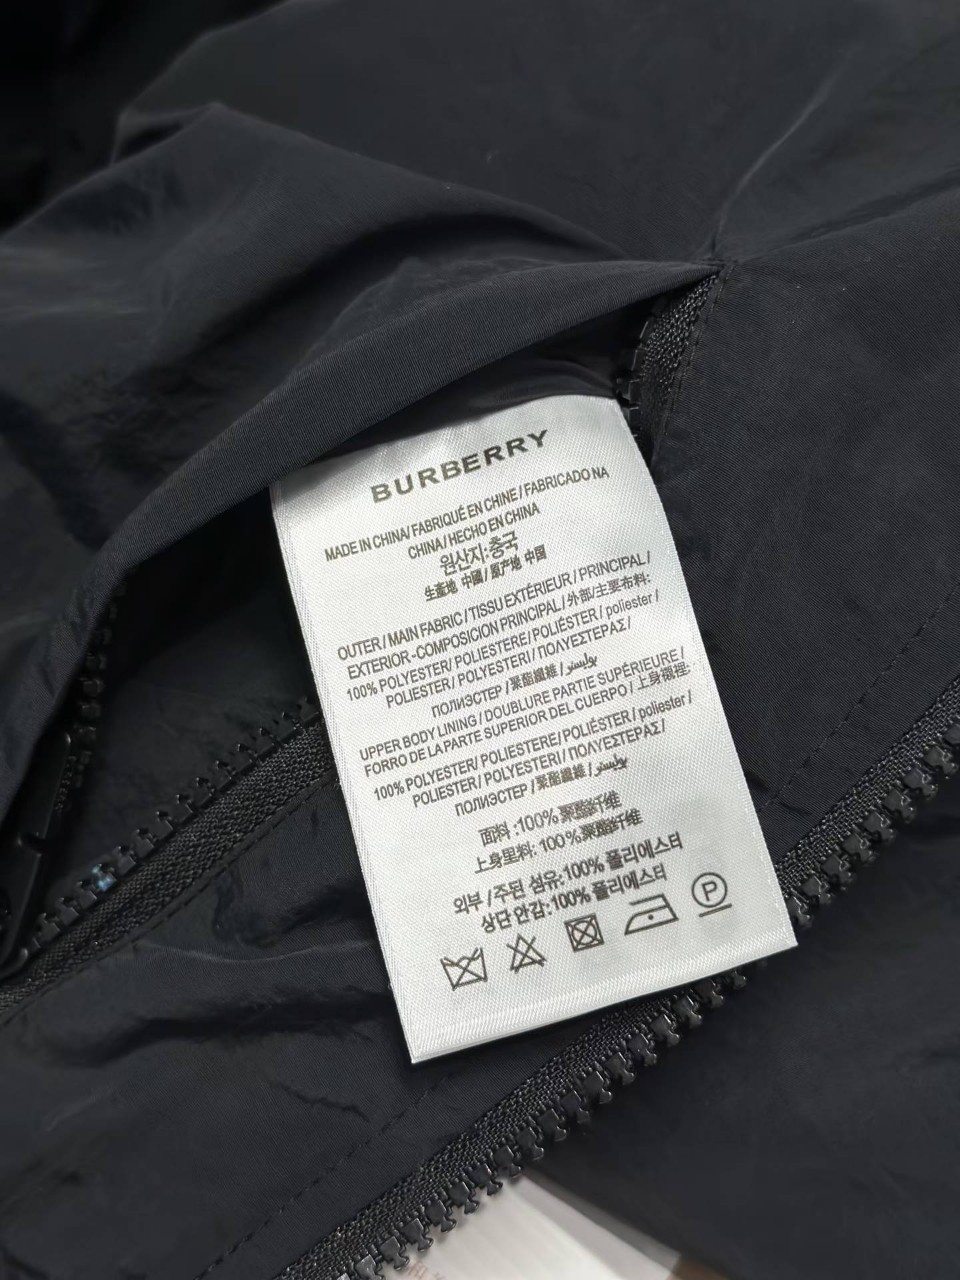 BURBERRY
MADE IN CHINA/ FABRIQUÉ EN CHINE / FABRICADO NA
CHINA / HECHO EN CHINA
원산지:중국
生產地 中國 / 原产地 中国
OUTER / MAIN FABRIC / TISSU EXTÉRIEUR / PRINCIPAL /
EXTERIOR -COMPOSICION PRINCIPAL / 外部/主要布料:
100% POLYESTER/ POLIESTERE / POLIÉSTER / poliester /
POLIESTER / POLYESTERI / ΠΟΛΥΕΣΤΕΡΑΣ /
ПОЛИЭСТЕР / 聚酯纖維 / بوليستر
UPPER BODY LINING / DOUBLURE PARTIE SUPÉRIEURE /
FORRO DE LA PARTE SUPERIOR DEL CUERPO / 上身襯裡:
100% POLYESTER/ POLIESTERE/ POLIÉSTER / poliester /
POLIESTER / POLYESTERI / ΠΟΛΥΕΣΤΕΡΑΣ /
ПОЛИЭСТЕР / 聚酯纖維 / بوليستر
面料 :100% 聚酯纤维
上身里料: 100% 聚酯纤维
외부 /주된 섬유:100% 폴리에스터
상단 안감:100% 폴리에스터
P